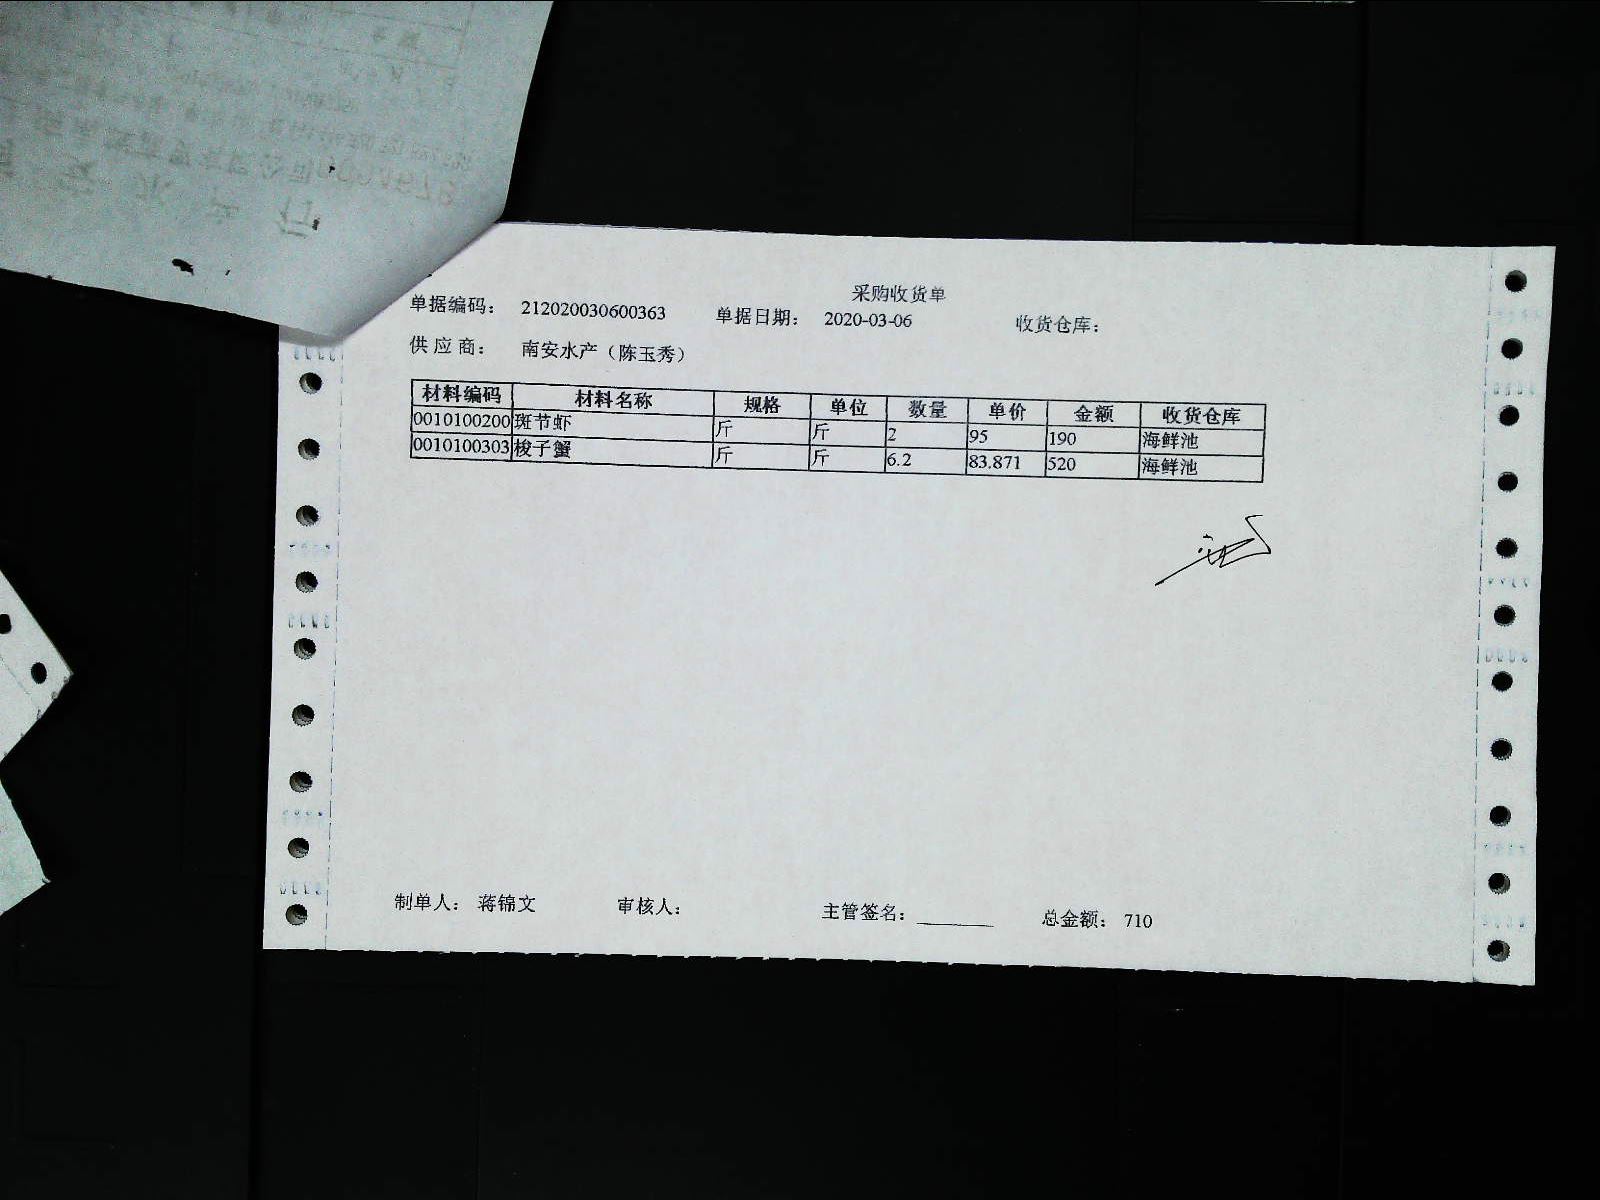 采购收货单
单据编码： 212020030600363 单据日期： 2020-03-06 收货仓库：
供应商： 南安水产（陈玉秀）
材料编码 材料名称 规格 单位 数量 单价 金额 收货仓库
0010100200 斑节虾 斤 斤 2 95 190 海鲜池
0010100303 梭子蟹 斤 斤 6.2 83.871 520 海鲜池
制单人： 蒋锦文 审核人： 主管签名： 总金额： 710